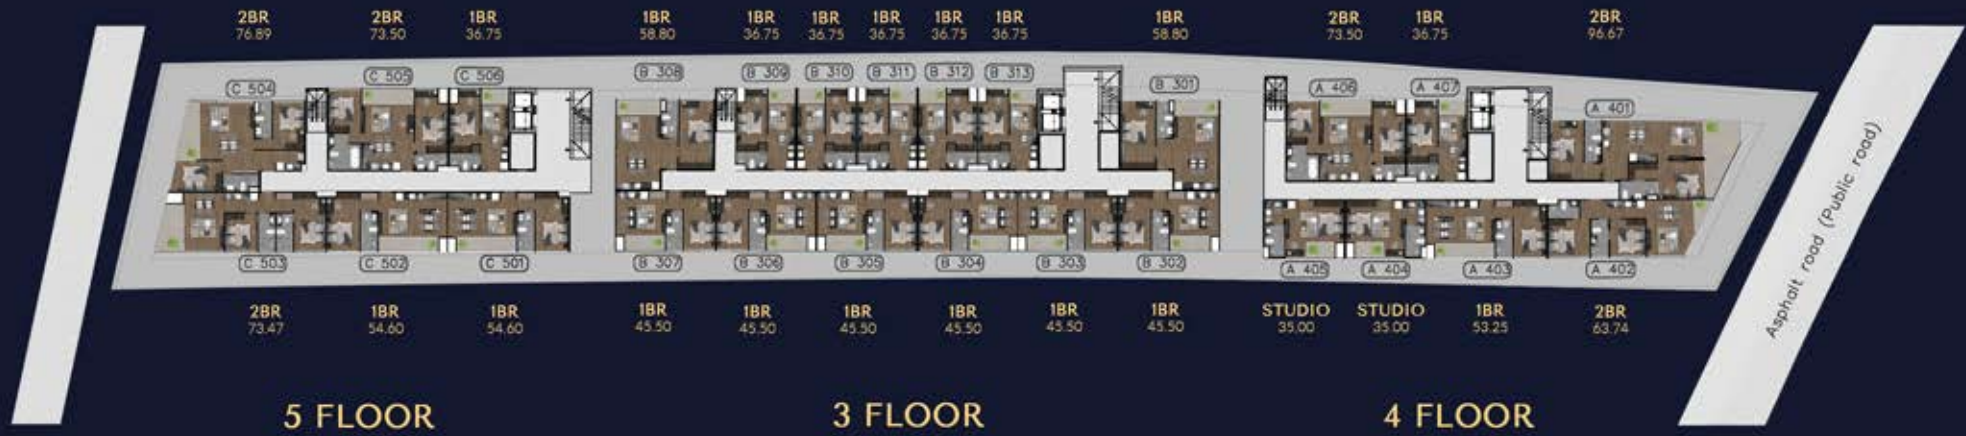 2BR 2BR 1BR 1BR 1BR 1BR 1BR 1BR 1BR 1BR 2BR 1BR 2BR
76.89 73.50 36.75 58.80 36.75 36.75 36.75 36.75 36.75 58.80 73.50 36.75 96.67
C 504 C 505 C 506 B 308 B 309 B 310 B 311 B 312 B 313 B 301 A 406 A 407 A 401
Asphalt road (Public road)
C 503 C 502 C 501 B 307 B 306 B 305 B 304 B 303 B 302 A 405 A 404 A 403 A 402
2BR 1BR 1BR 1BR 1BR 1BR 1BR 1BR 1BR STUDIO STUDIO 1BR 2BR
73.47 54.60 54.60 45.50 45.50 45.50 45.50 45.50 45.50 35.00 35.00 53.25 63.74
5 FLOOR 3 FLOOR 4 FLOOR